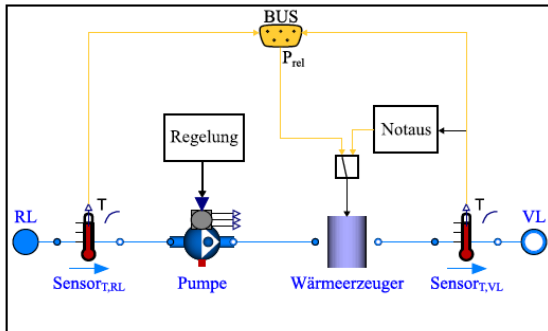 BUS
P_rel
Regelung
Notaus
T
T
RL
VL
Sensor_T,RL
Pumpe
Wärmeerzeuger
Sensor_T,VL